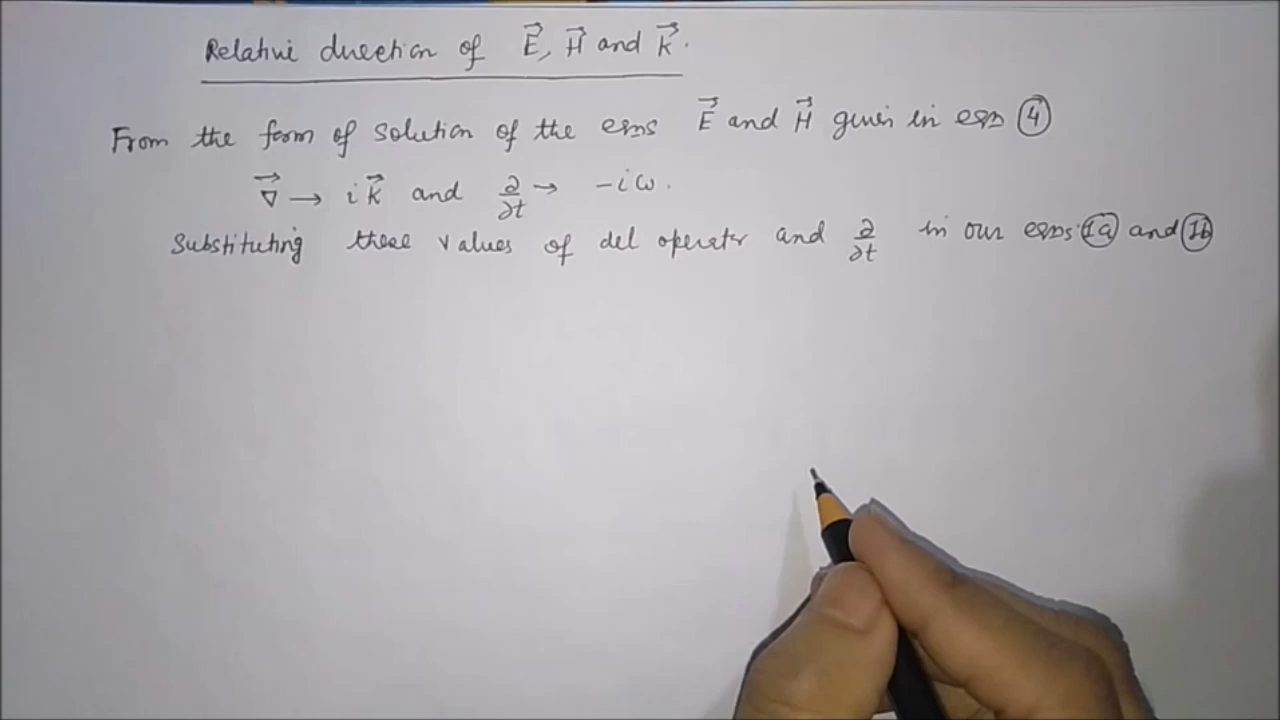 Relative direction of E⃗, H⃗ and K⃗.
From the form of solution of the eqns E⃗ and H⃗ given in eqn ④
∇⃗ → iK⃗ and ∂/∂t → -iω.
Substituting these values of del operator and ∂/∂t in our eqns (1a) and (1b)